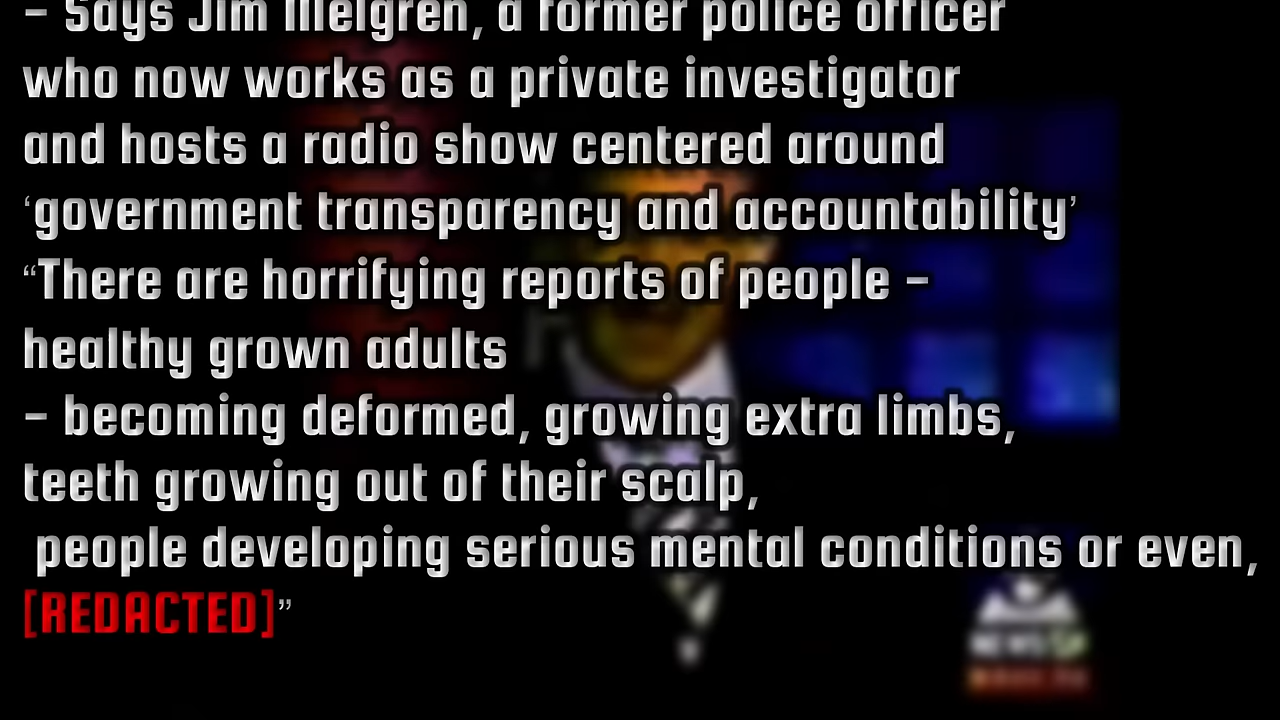 – Says Jim Melgren, a former police officer
who now works as a private investigator
and hosts a radio show centered around
‘government transparency and accountability’
“There are horrifying reports of people –
healthy grown adults
– becoming deformed, growing extra limbs,
teeth growing out of their scalp,
people developing serious mental conditions or even,
[REDACTED]”
NEWS